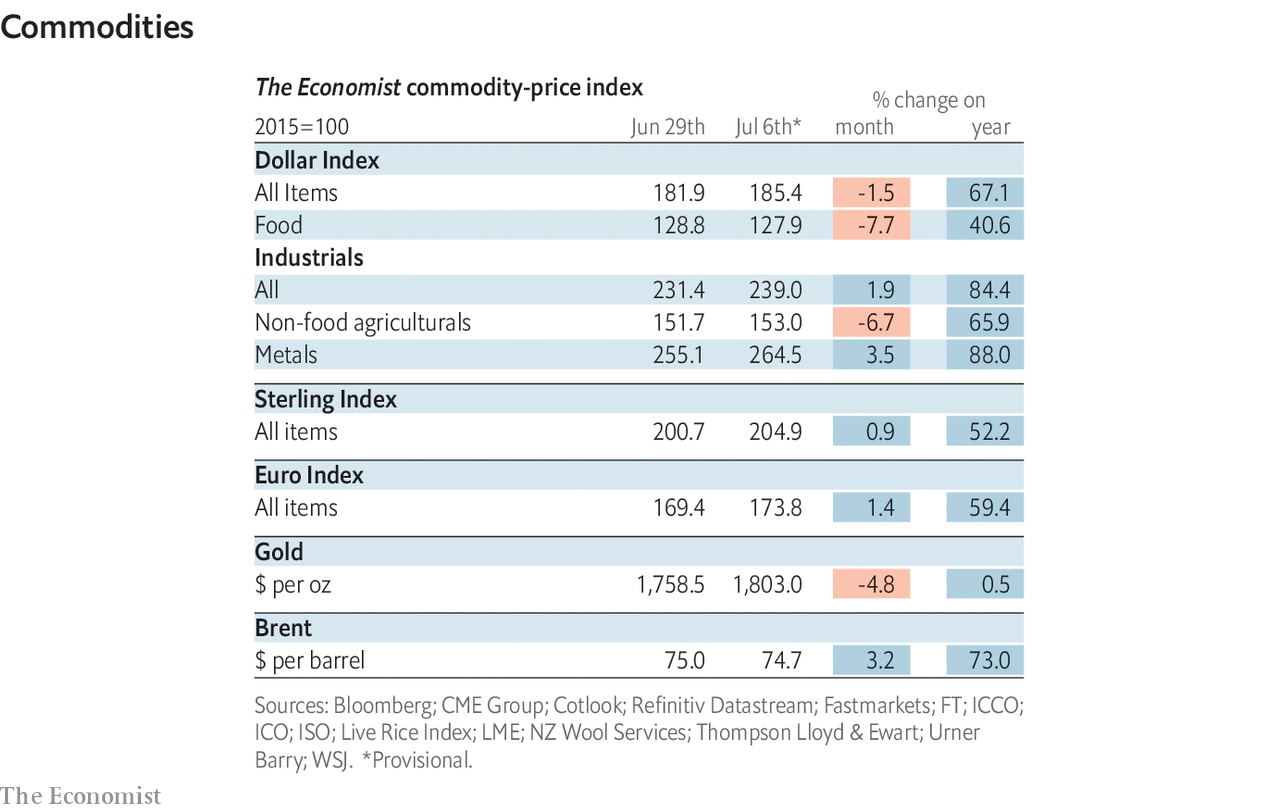 Commodities
The Economist commodity-price index
% change on
2015=100 Jun 29th Jul 6th* month year
Dollar Index
All Items 181.9 185.4 -1.5 67.1
Food 128.8 127.9 -7.7 40.6
Industrials
All 231.4 239.0 1.9 84.4
Non-food agriculturals 151.7 153.0 -6.7 65.9
Metals 255.1 264.5 3.5 88.0
Sterling Index
All items 200.7 204.9 0.9 52.2
Euro Index
All items 169.4 173.8 1.4 59.4
Gold
$ per oz 1,758.5 1,803.0 -4.8 0.5
Brent
$ per barrel 75.0 74.7 3.2 73.0
Sources: Bloomberg; CME Group; Cotlook; Refinitiv Datastream; Fastmarkets; FT; ICCO;
ICO; ISO; Live Rice Index; LME; NZ Wool Services; Thompson Lloyd & Ewart; Urner
Barry; WSJ. *Provisional.
The Economist